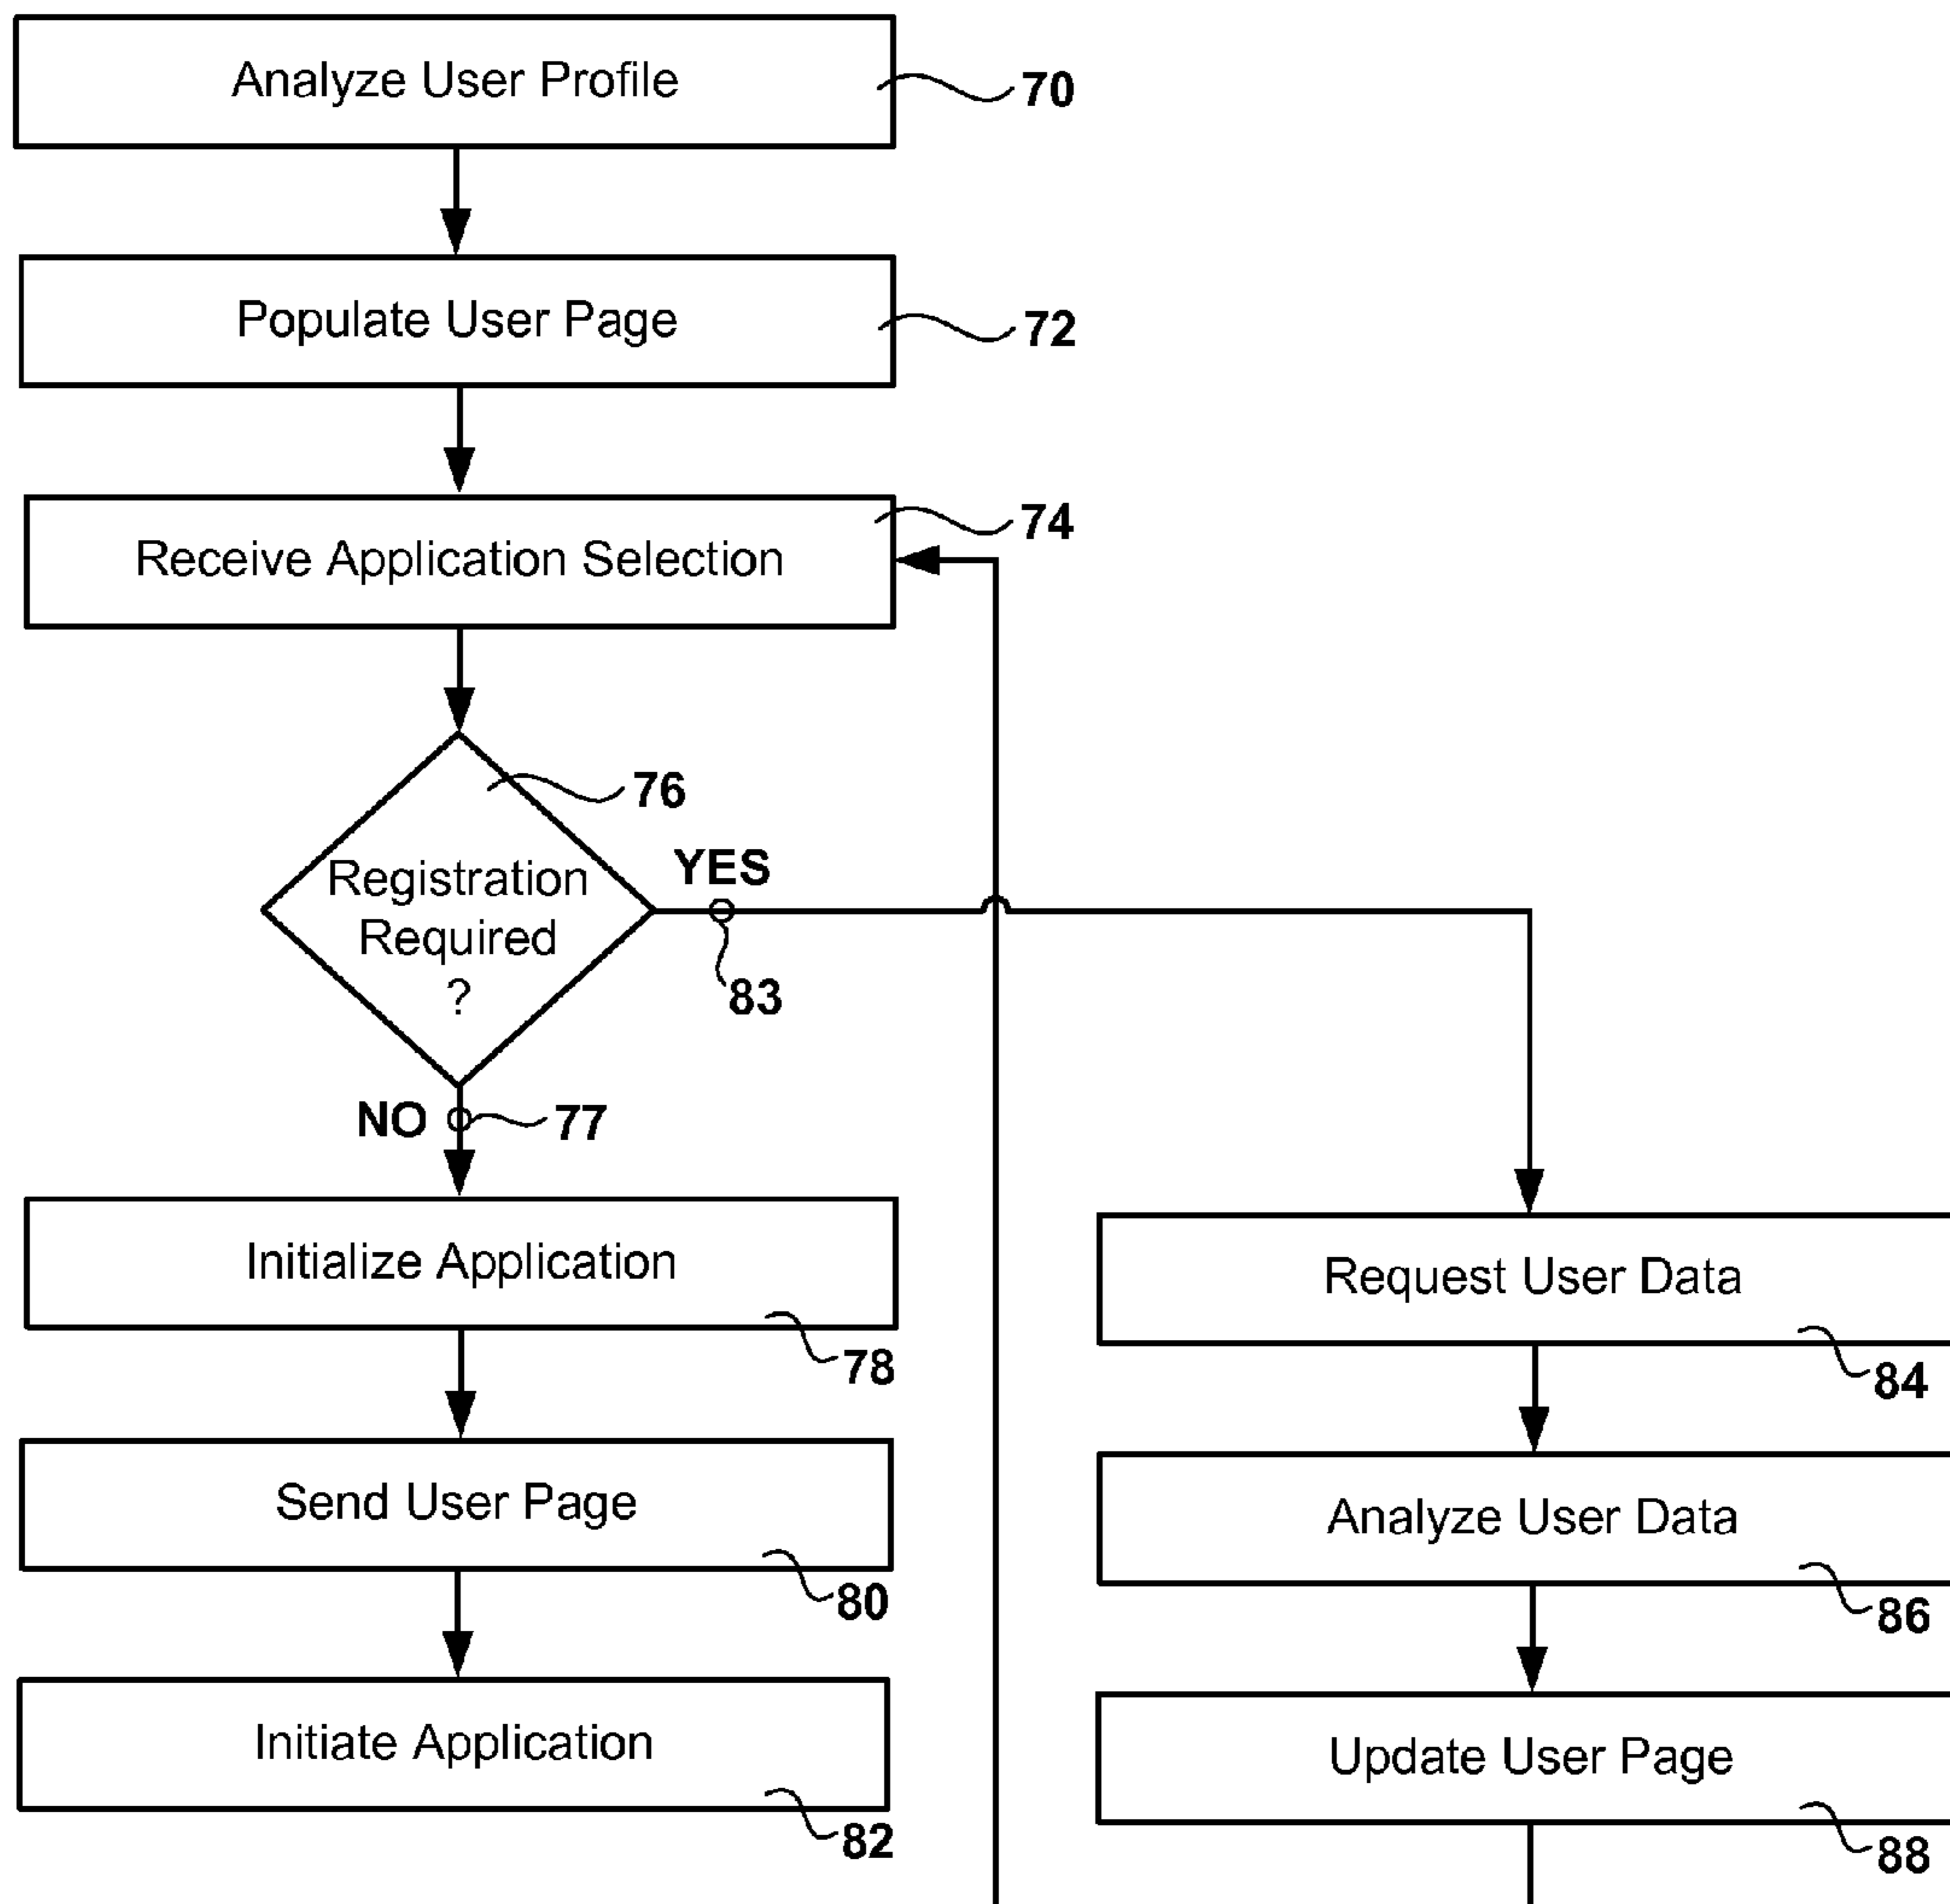 Analyze User Profile
70
Populate User Page
72
Receive Application Selection
74
76
Registration
Required
?
YES
83
NO
77
Initialize Application
78
Send User Page
80
Initiate Application
82
Request User Data
84
Analyze User Data
86
Update User Page
88